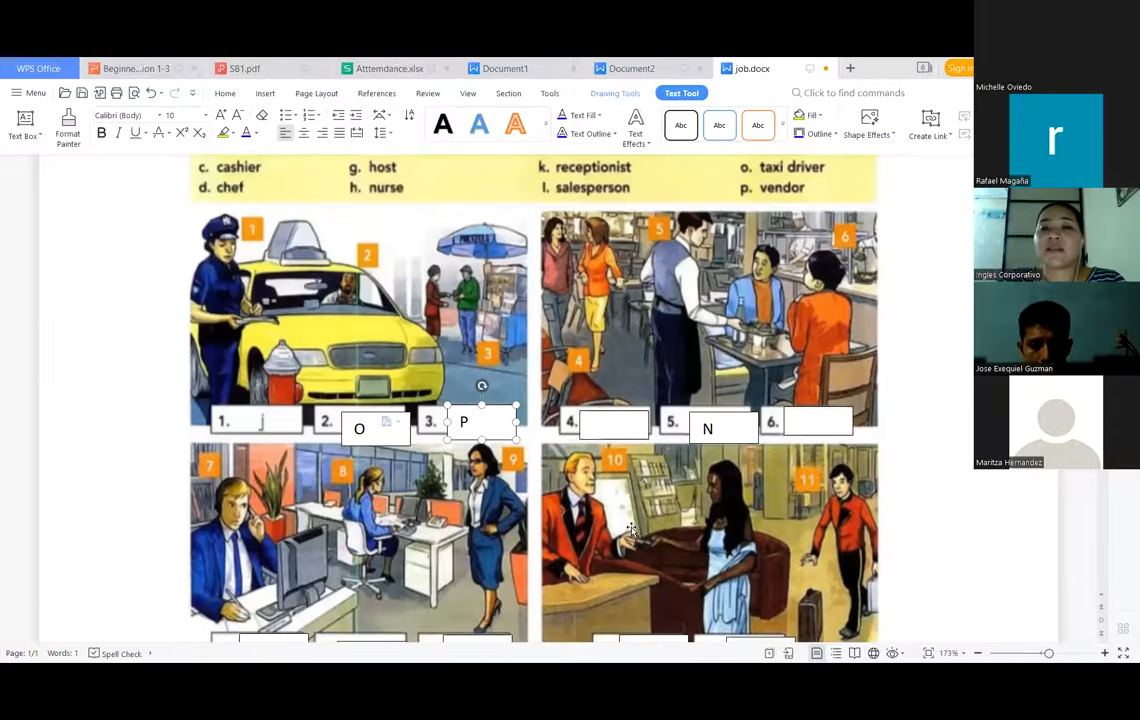 WPS Office Beginne...ion 1-3 SB1.pdf Atttemdance.xlsx Document1 Document2 job.docx 6 Sign in
Menu Home Insert Page Layout References Review View Section Tools Drawing Tools Text Tool Click to find commands
Text Box Format Painter Calibri (Body) 10 Text Fill Text Outline Text Effects Abc Abc Abc Fill Outline Shape Effects Create Link
c. cashier g. host k. receptionist o. taxi driver
d. chef h. nurse l. salesperson p. vendor
1 2 PRETZELS 3 4 5 6
1. j 2. O 3. P 4. 5. N 6.
7 8 9 10 11
Page: 1/1 Words: 1 Spell Check 173%
Michelle Oviedo
r
Rafael Magaña
Ingles Corporativo
Jose Exequiel Guzman
Maritza Hernandez